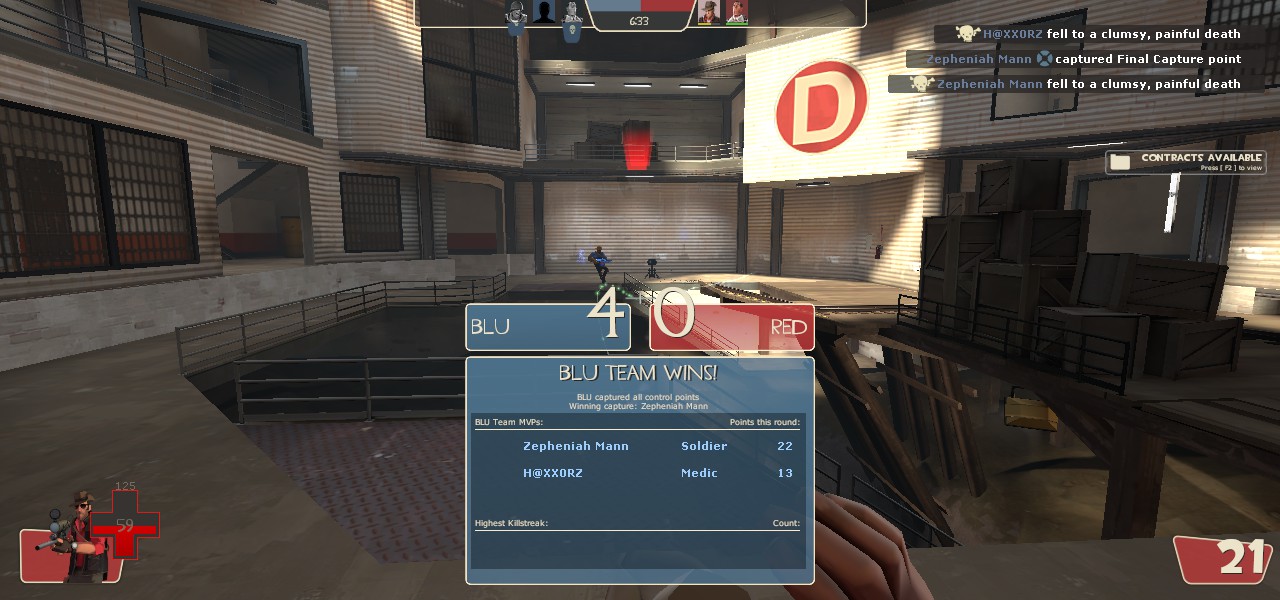 6:33
H@XX0RZ fell to a clumsy, painful death
Zepheniah Mann captured Final Capture point
Zepheniah Mann fell to a clumsy, painful death
D
CONTRACTS AVAILABLE
Press [ F2 ] to view
BLU 4 0 RED
BLU TEAM WINS!
BLU captured all control points
Winning capture: Zepheniah Mann
BLU Team MVPs: Points this round:
Zepheniah Mann Soldier 22
H@XX0RZ Medic 13
Highest Killstreak: Count:
125
59
21